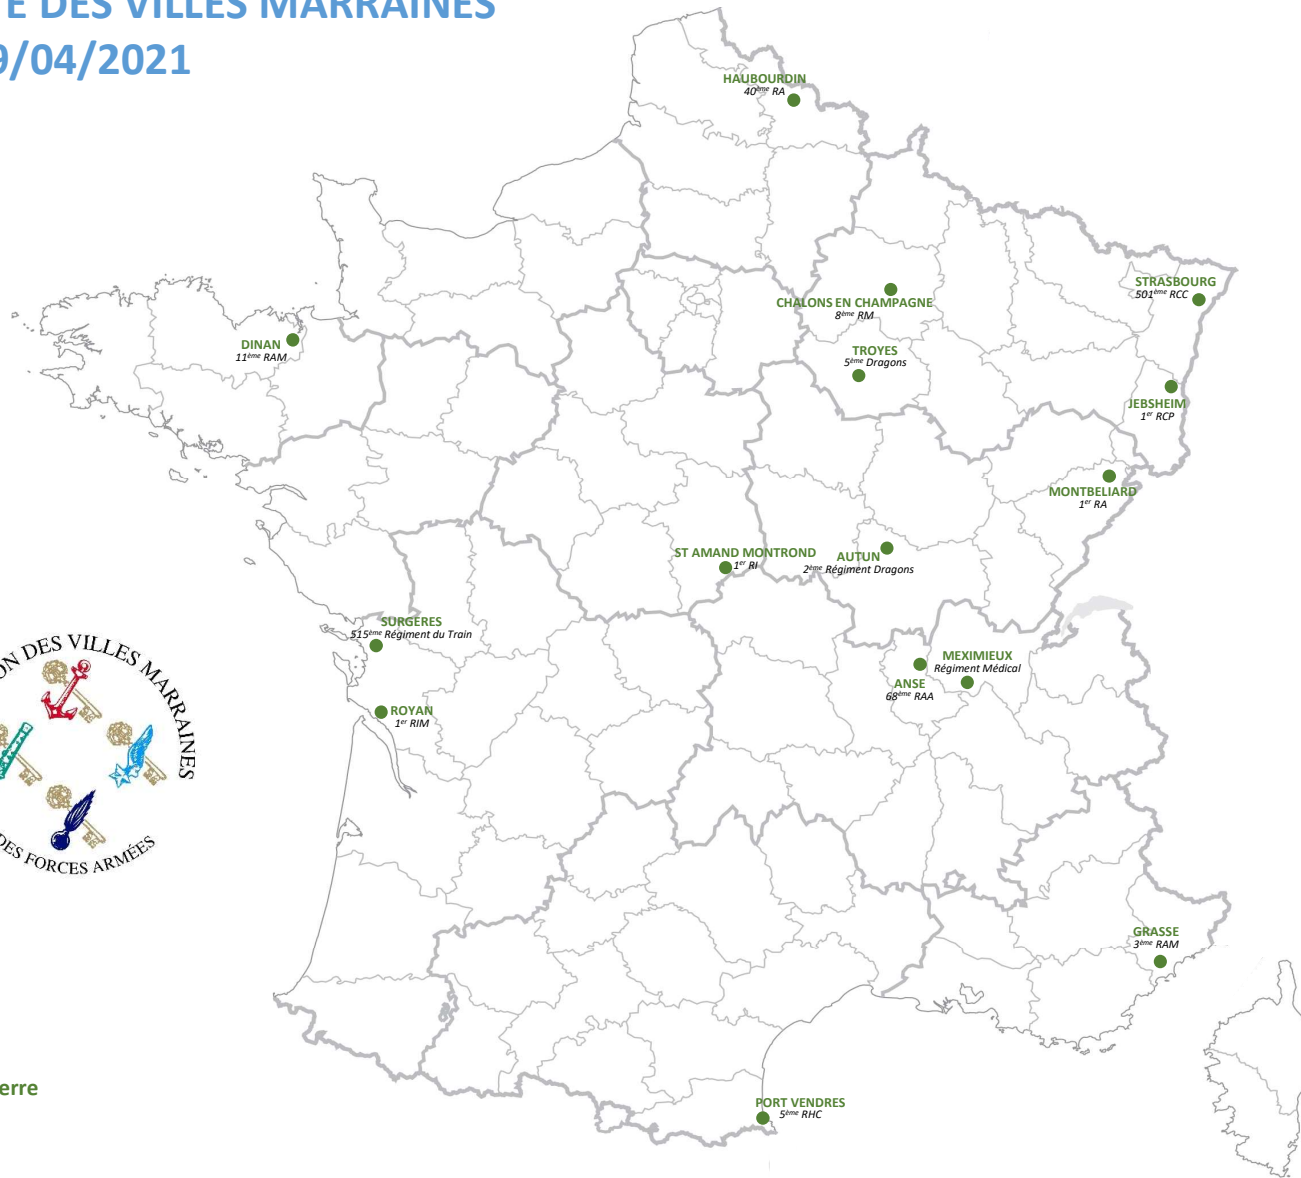 E DES VILLES MARRAINES
9/04/2021
HAUBOURDIN
40ème RA
STRASBOURG
501ème RCC
CHALONS EN CHAMPAGNE
8ème RM
DINAN
11ème RAM
TROYES
5ème Dragons
JEBSHEIM
1er RCP
MONTBELIARD
1er RA
ST AMAND MONTROND
1er RI
AUTUN
2ème Régiment Dragons
SURGERES
515ème Régiment du Train
MEXIMIEUX
Régiment Médical
ANSE
68ème RAA
ROYAN
1er RIM
ON DES VILLES MARRAINES
DES FORCES ARMÉES
GRASSE
3ème RAM
erre
PORT VENDRES
5ème RHC